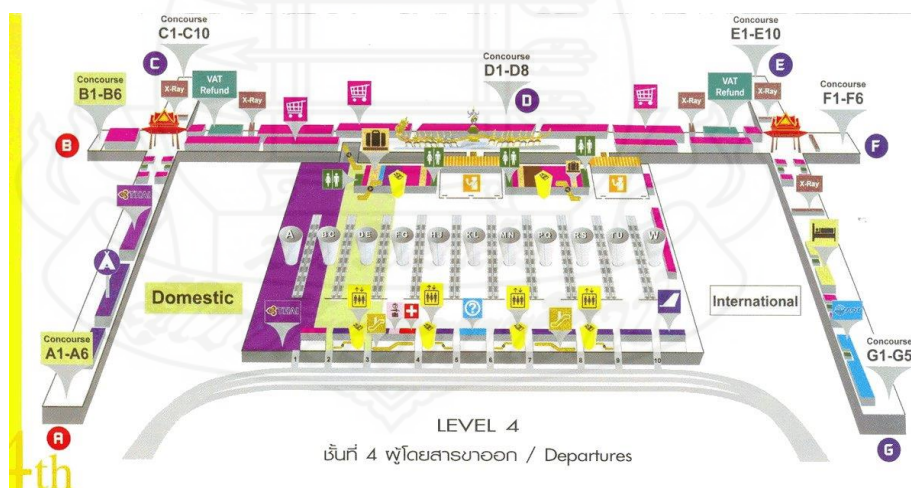 Concourse
C1-C10
Concourse
E1-E10
C
Concourse
B1-B6
X-Ray
VAT
Refund
X-Ray
Concourse
D1-D8
D
X-Ray
VAT
Refund
X-Ray
E
F1-F6
B
F
X-Ray
THAI
A
BC
DE
FG
HJ
KL
MN
PQ
RS
TU
W
Domestic
International
THAI
Concourse
A1-A6
Concourse
G1-G5
1
2
3
4
5
6
7
8
9
10
A
G
LEVEL 4
ชั้นที่ 4 ผู้โดยสารขาออก / Departures
4th